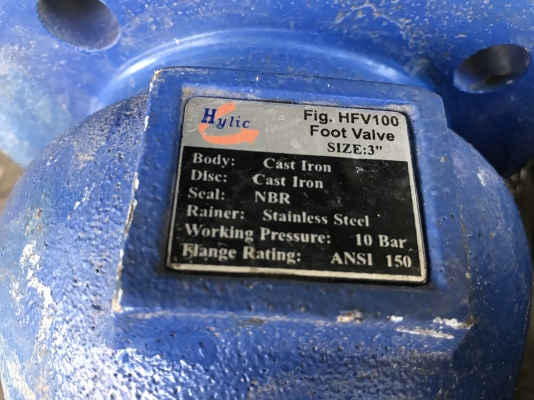 Hylic
Fig. HFV100
Foot Valve
SIZE:3"
Body: Cast Iron
Disc: Cast Iron
Seal: NBR
Rainer: Stainless Steel
Working Pressure: 10 Bar
Flange Rating: ANSI 150